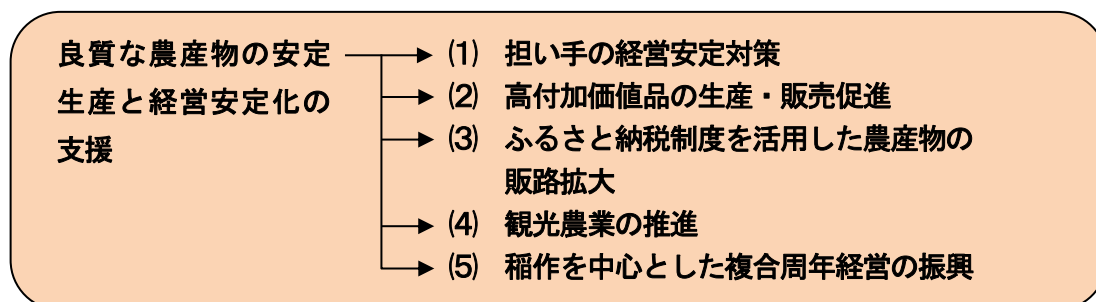 良質な農産物の安定
生産と経営安定化の
支援
(1) 担い手の経営安定対策
(2) 高付加価値品の生産・販売促進
(3) ふるさと納税制度を活用した農産物の
販路拡大
(4) 観光農業の推進
(5) 稲作を中心とした複合周年経営の振興